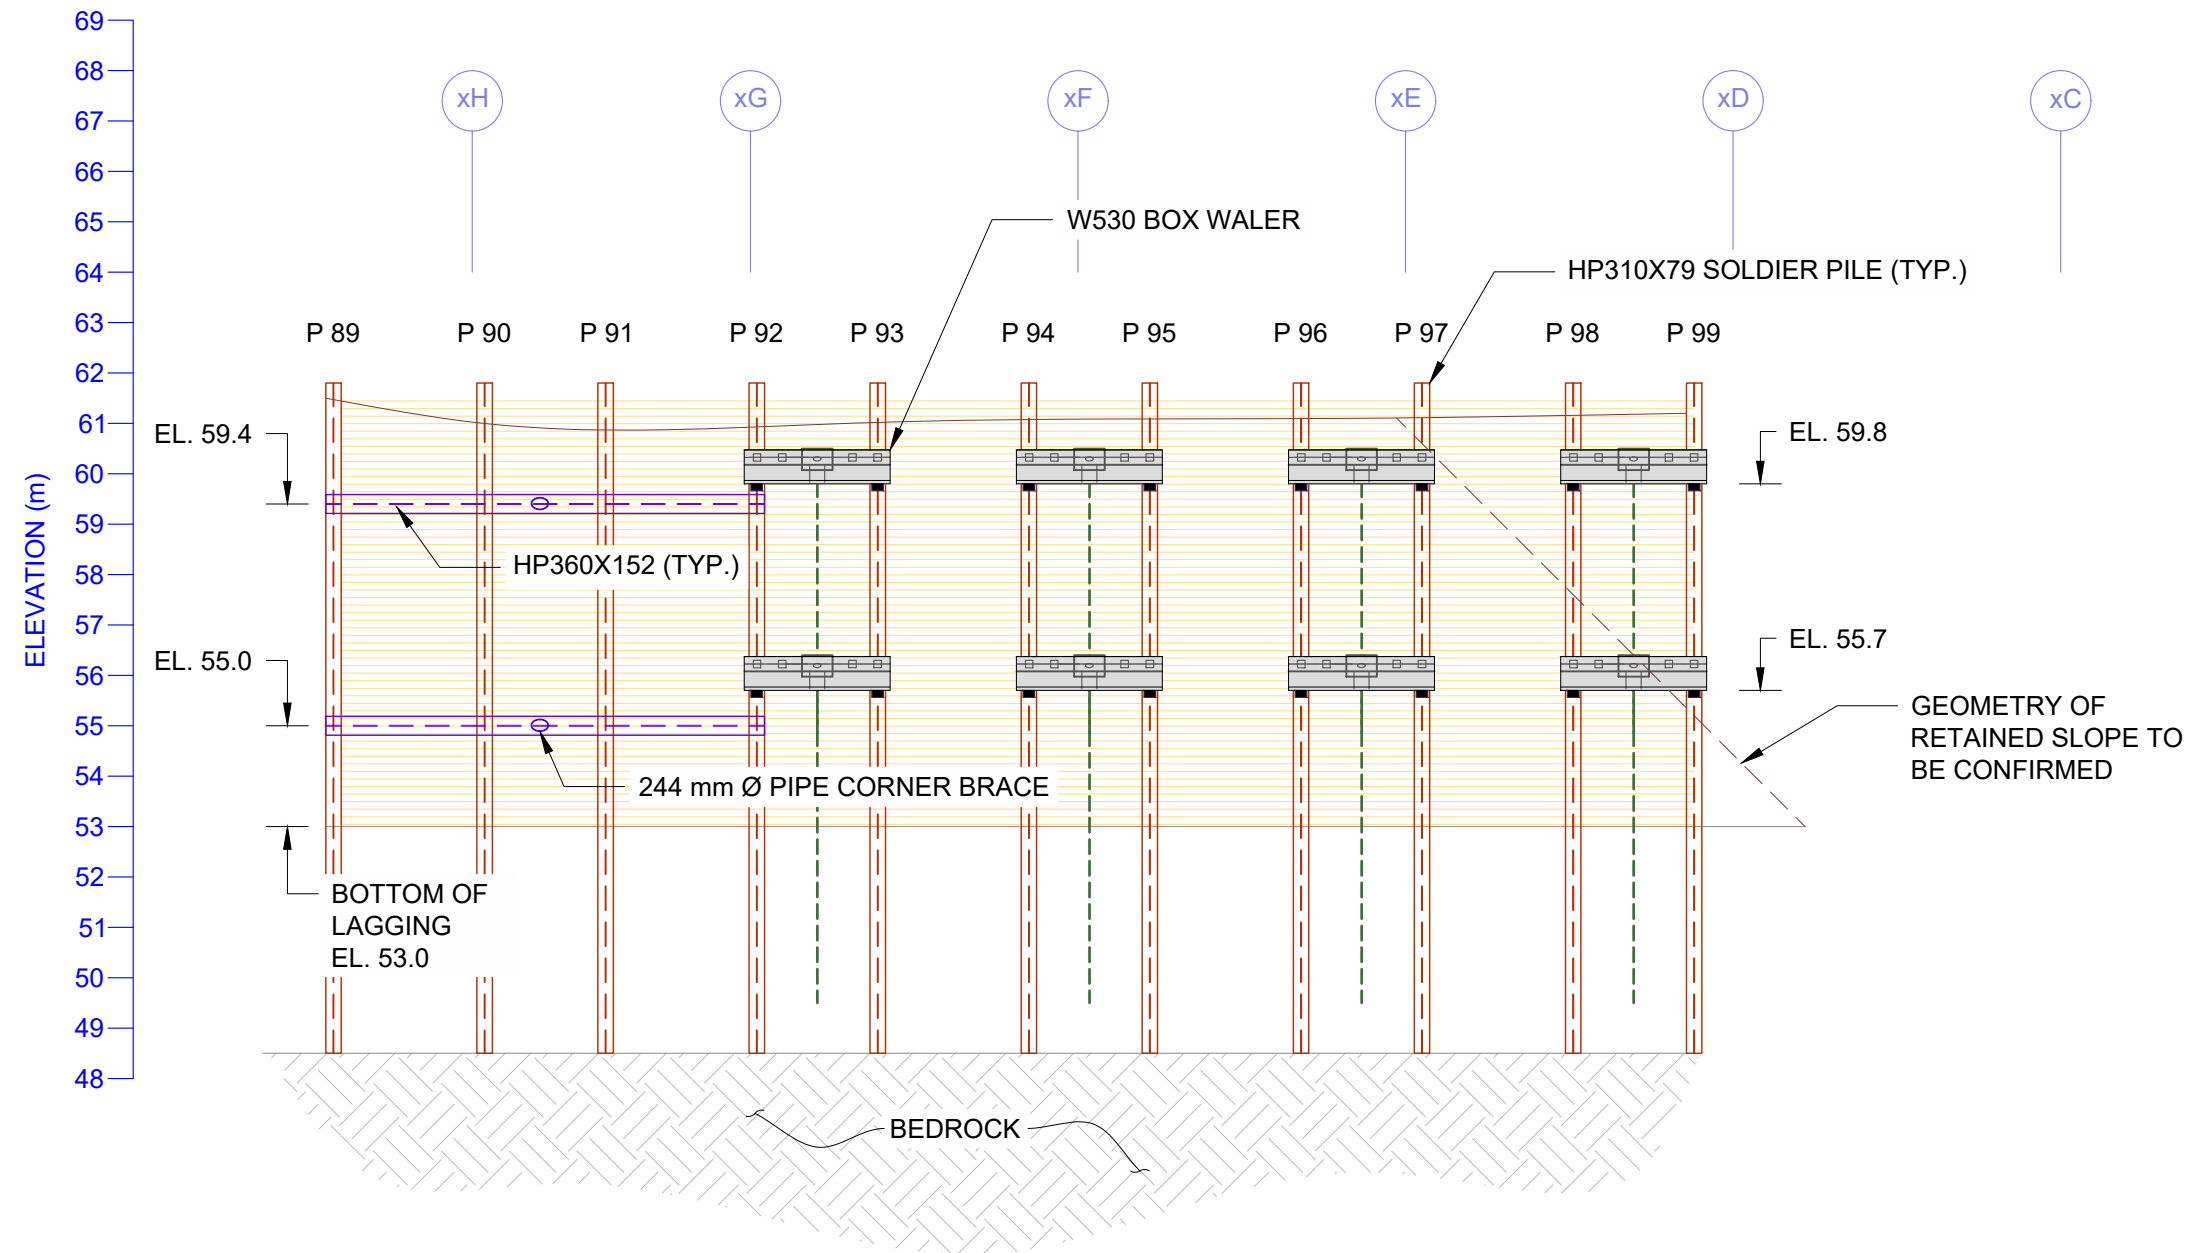 69
68
67
66
65
64
63
62
61
60
59
58
57
56
55
54
53
52
51
50
49
48
ELEVATION (m)
xH
xG
xF
xE
xD
xC
W530 BOX WALER
HP310X79 SOLDIER PILE (TYP.)
P 89
P 90
P 91
P 92
P 93
P 94
P 95
P 96
P 97
P 98
P 99
EL. 59.4
EL. 59.8
HP360X152 (TYP.)
EL. 55.0
EL. 55.7
GEOMETRY OF
RETAINED SLOPE TO
BE CONFIRMED
244 mm Ø PIPE CORNER BRACE
BOTTOM OF
LAGGING
EL. 53.0
BEDROCK